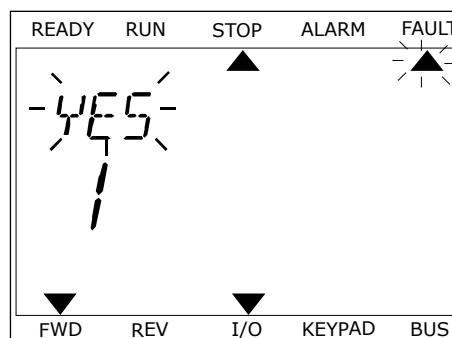 READY RUN STOP ALARM FAULT
YES
1
FWD REV I/O KEYPAD BUS